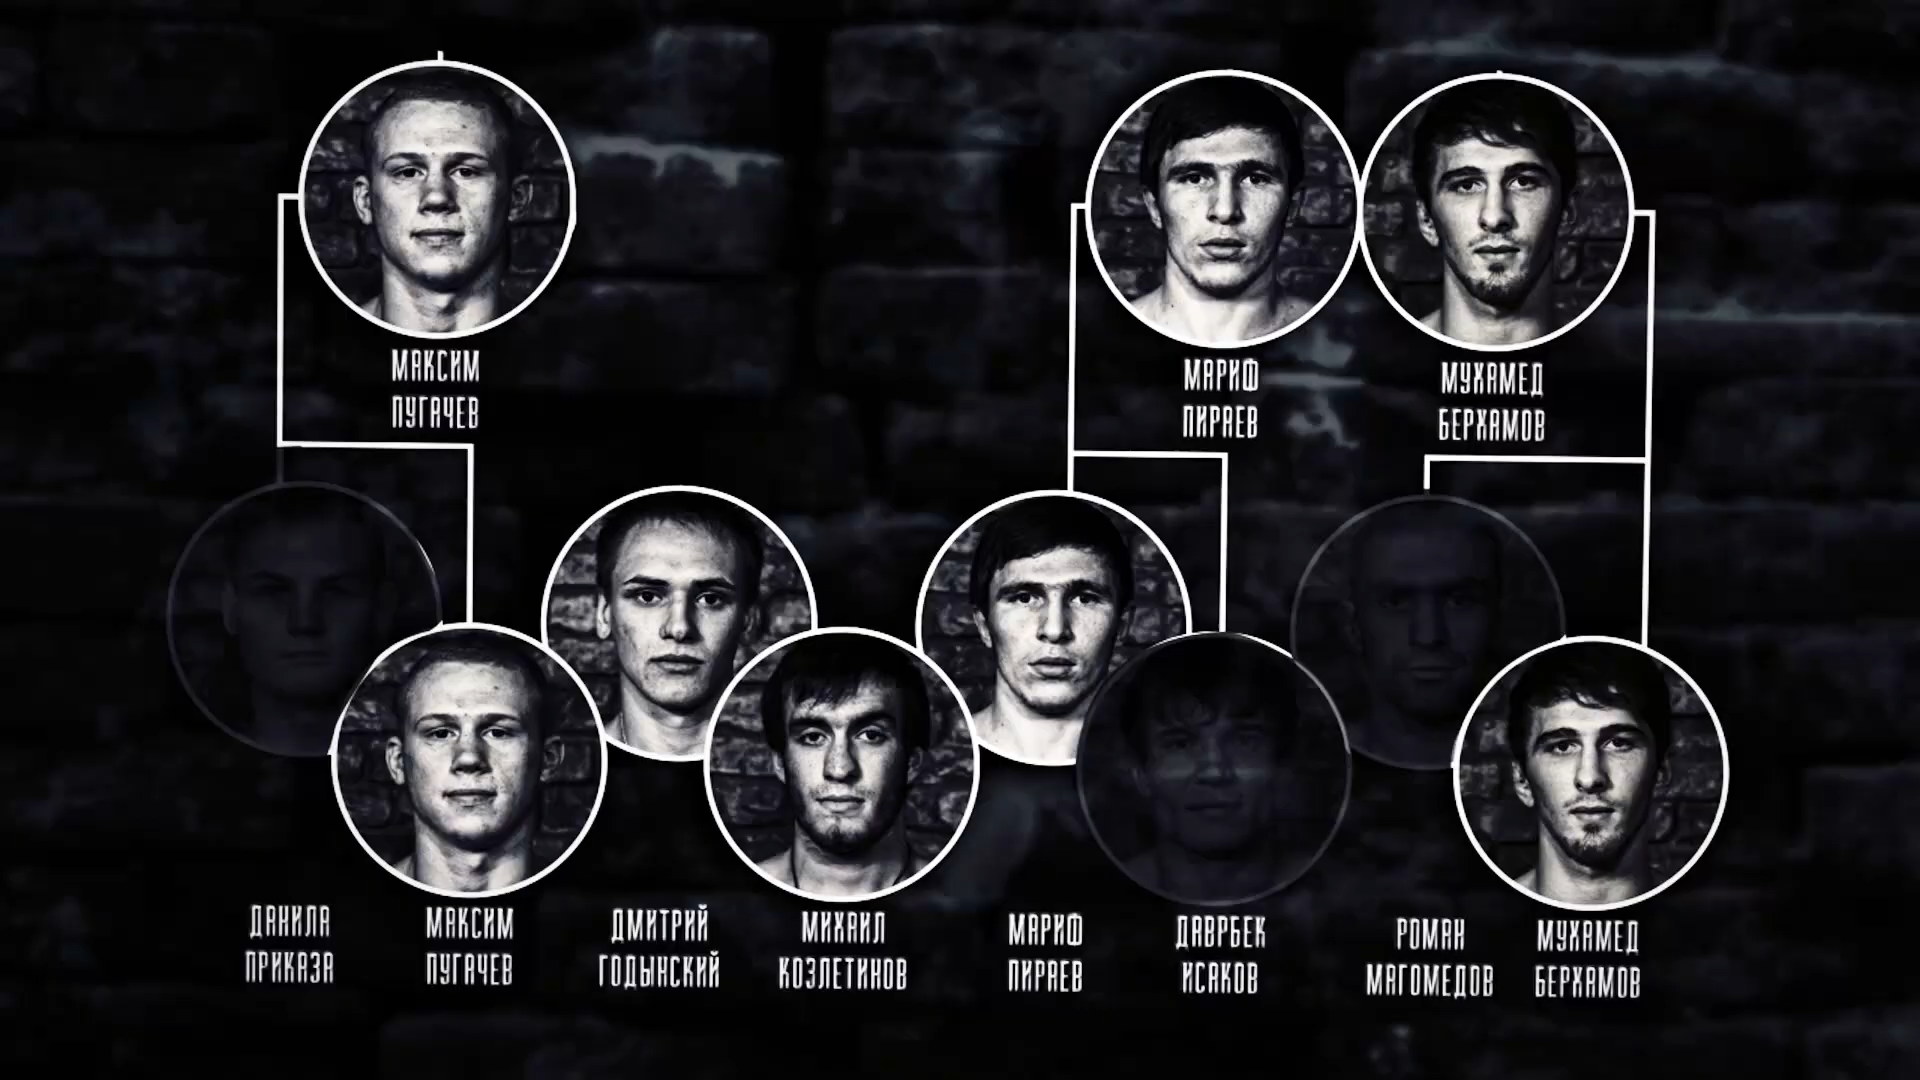 МАКСИМ
ПУГАЧЕВ
МАРИФ
ПИРАЕВ
МУХАМЕД
БЕРХАМОВ
ДАНИЛА
ПРИКАЗА
МАКСИМ
ПУГАЧЕВ
ДМИТРИЙ
ГОДЫНСКИЙ
МИХАИЛ
КОЗЛЕТИНОВ
МАРИФ
ПИРАЕВ
ДАВРБЕК
ИСАКОВ
РОМАН
МАГОМЕДОВ
МУХАМЕД
БЕРХАМОВ